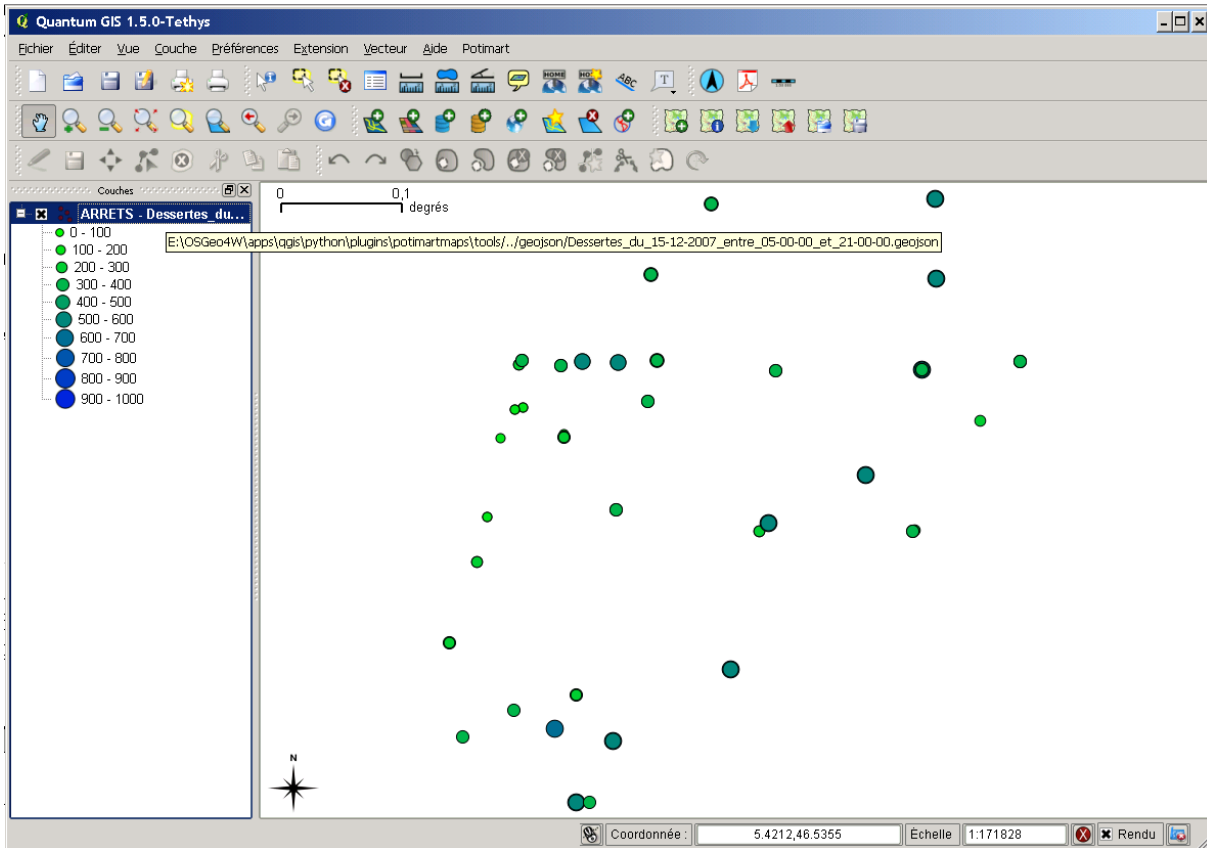 Quantum GIS 1.5.0-Tethys
Fichier Éditer Vue Couche Préférences Extension Vecteur Aide Potimart
HOME HO
ABC T
Couches
ARRETS - Dessertes_du...
0 - 100
100 - 200
200 - 300
300 - 400
400 - 500
500 - 600
600 - 700
700 - 800
800 - 900
900 - 1000
0 0,1
degrés
E:\OSGeo4W\apps\qgis\python\plugins\potimartmaps\tools/../geojson/Dessertes_du_15-12-2007_entre_05-00-00_et_21-00-00.geojson
N
Coordonnée : 5.4212,46.5355 Échelle 1:171828 Rendu